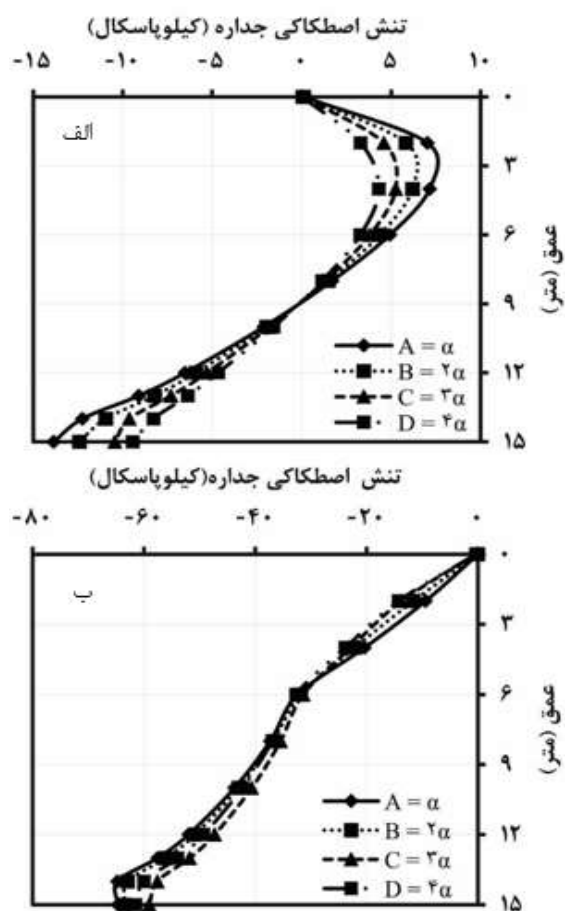 تنش اصطکاکی جداره (کیلوپاسکال)
-۱۵ -۱۰ -۵ ۰ ۵ ۱۰
الف
۰
۳
۶
۹
۱۲
۱۵
عمق (متر)
A = α
B = ۲α
C = ۳α
D = ۴α
تنش اصطکاکی جداره(کیلوپاسکال)
-۸۰ -۶۰ -۴۰ -۲۰ ۰
ب
۰
۳
۶
۹
۱۲
۱۵
عمق (متر)
A = α
B = ۲α
C = ۳α
D = ۴α